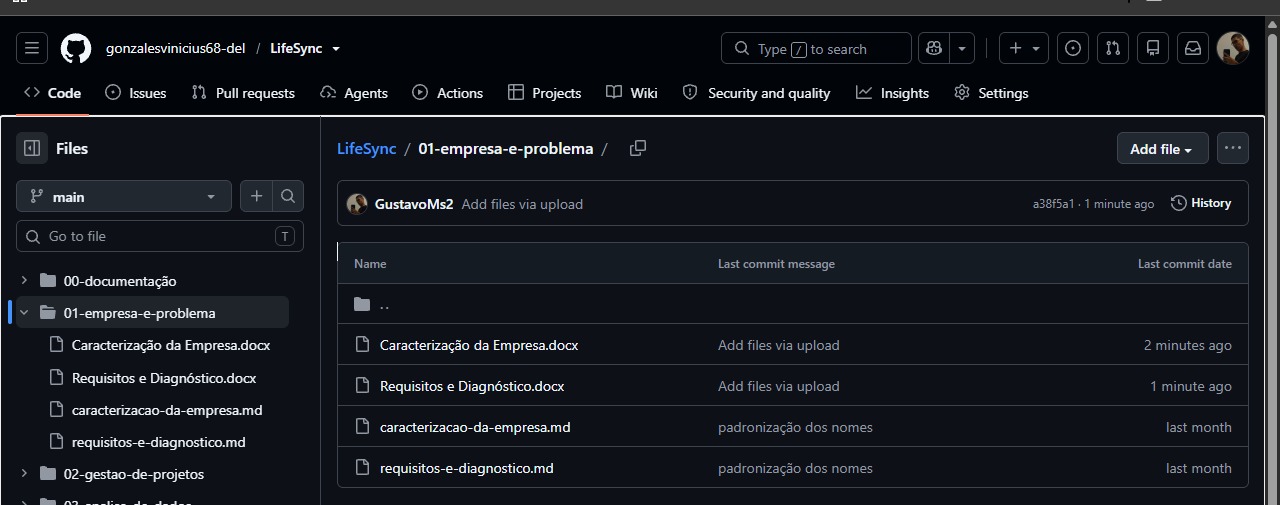 gonzalesvinicius68-del / LifeSync
Type / to search
Code Issues Pull requests Agents Actions Projects Wiki Security and quality Insights Settings
Files
LifeSync / 01-empresa-e-problema /
Add file
main
GustavoMs2 Add files via upload
a38f5a1 · 1 minute ago History
Go to file T
Name Last commit message Last commit date
00-documentação
01-empresa-e-problema
..
Caracterização da Empresa.docx
Caracterização da Empresa.docx Add files via upload 2 minutes ago
Requisitos e Diagnóstico.docx
Requisitos e Diagnóstico.docx Add files via upload 1 minute ago
caracterizacao-da-empresa.md
caracterizacao-da-empresa.md padronização dos nomes last month
requisitos-e-diagnostico.md
requisitos-e-diagnostico.md padronização dos nomes last month
02-gestao-de-projetos